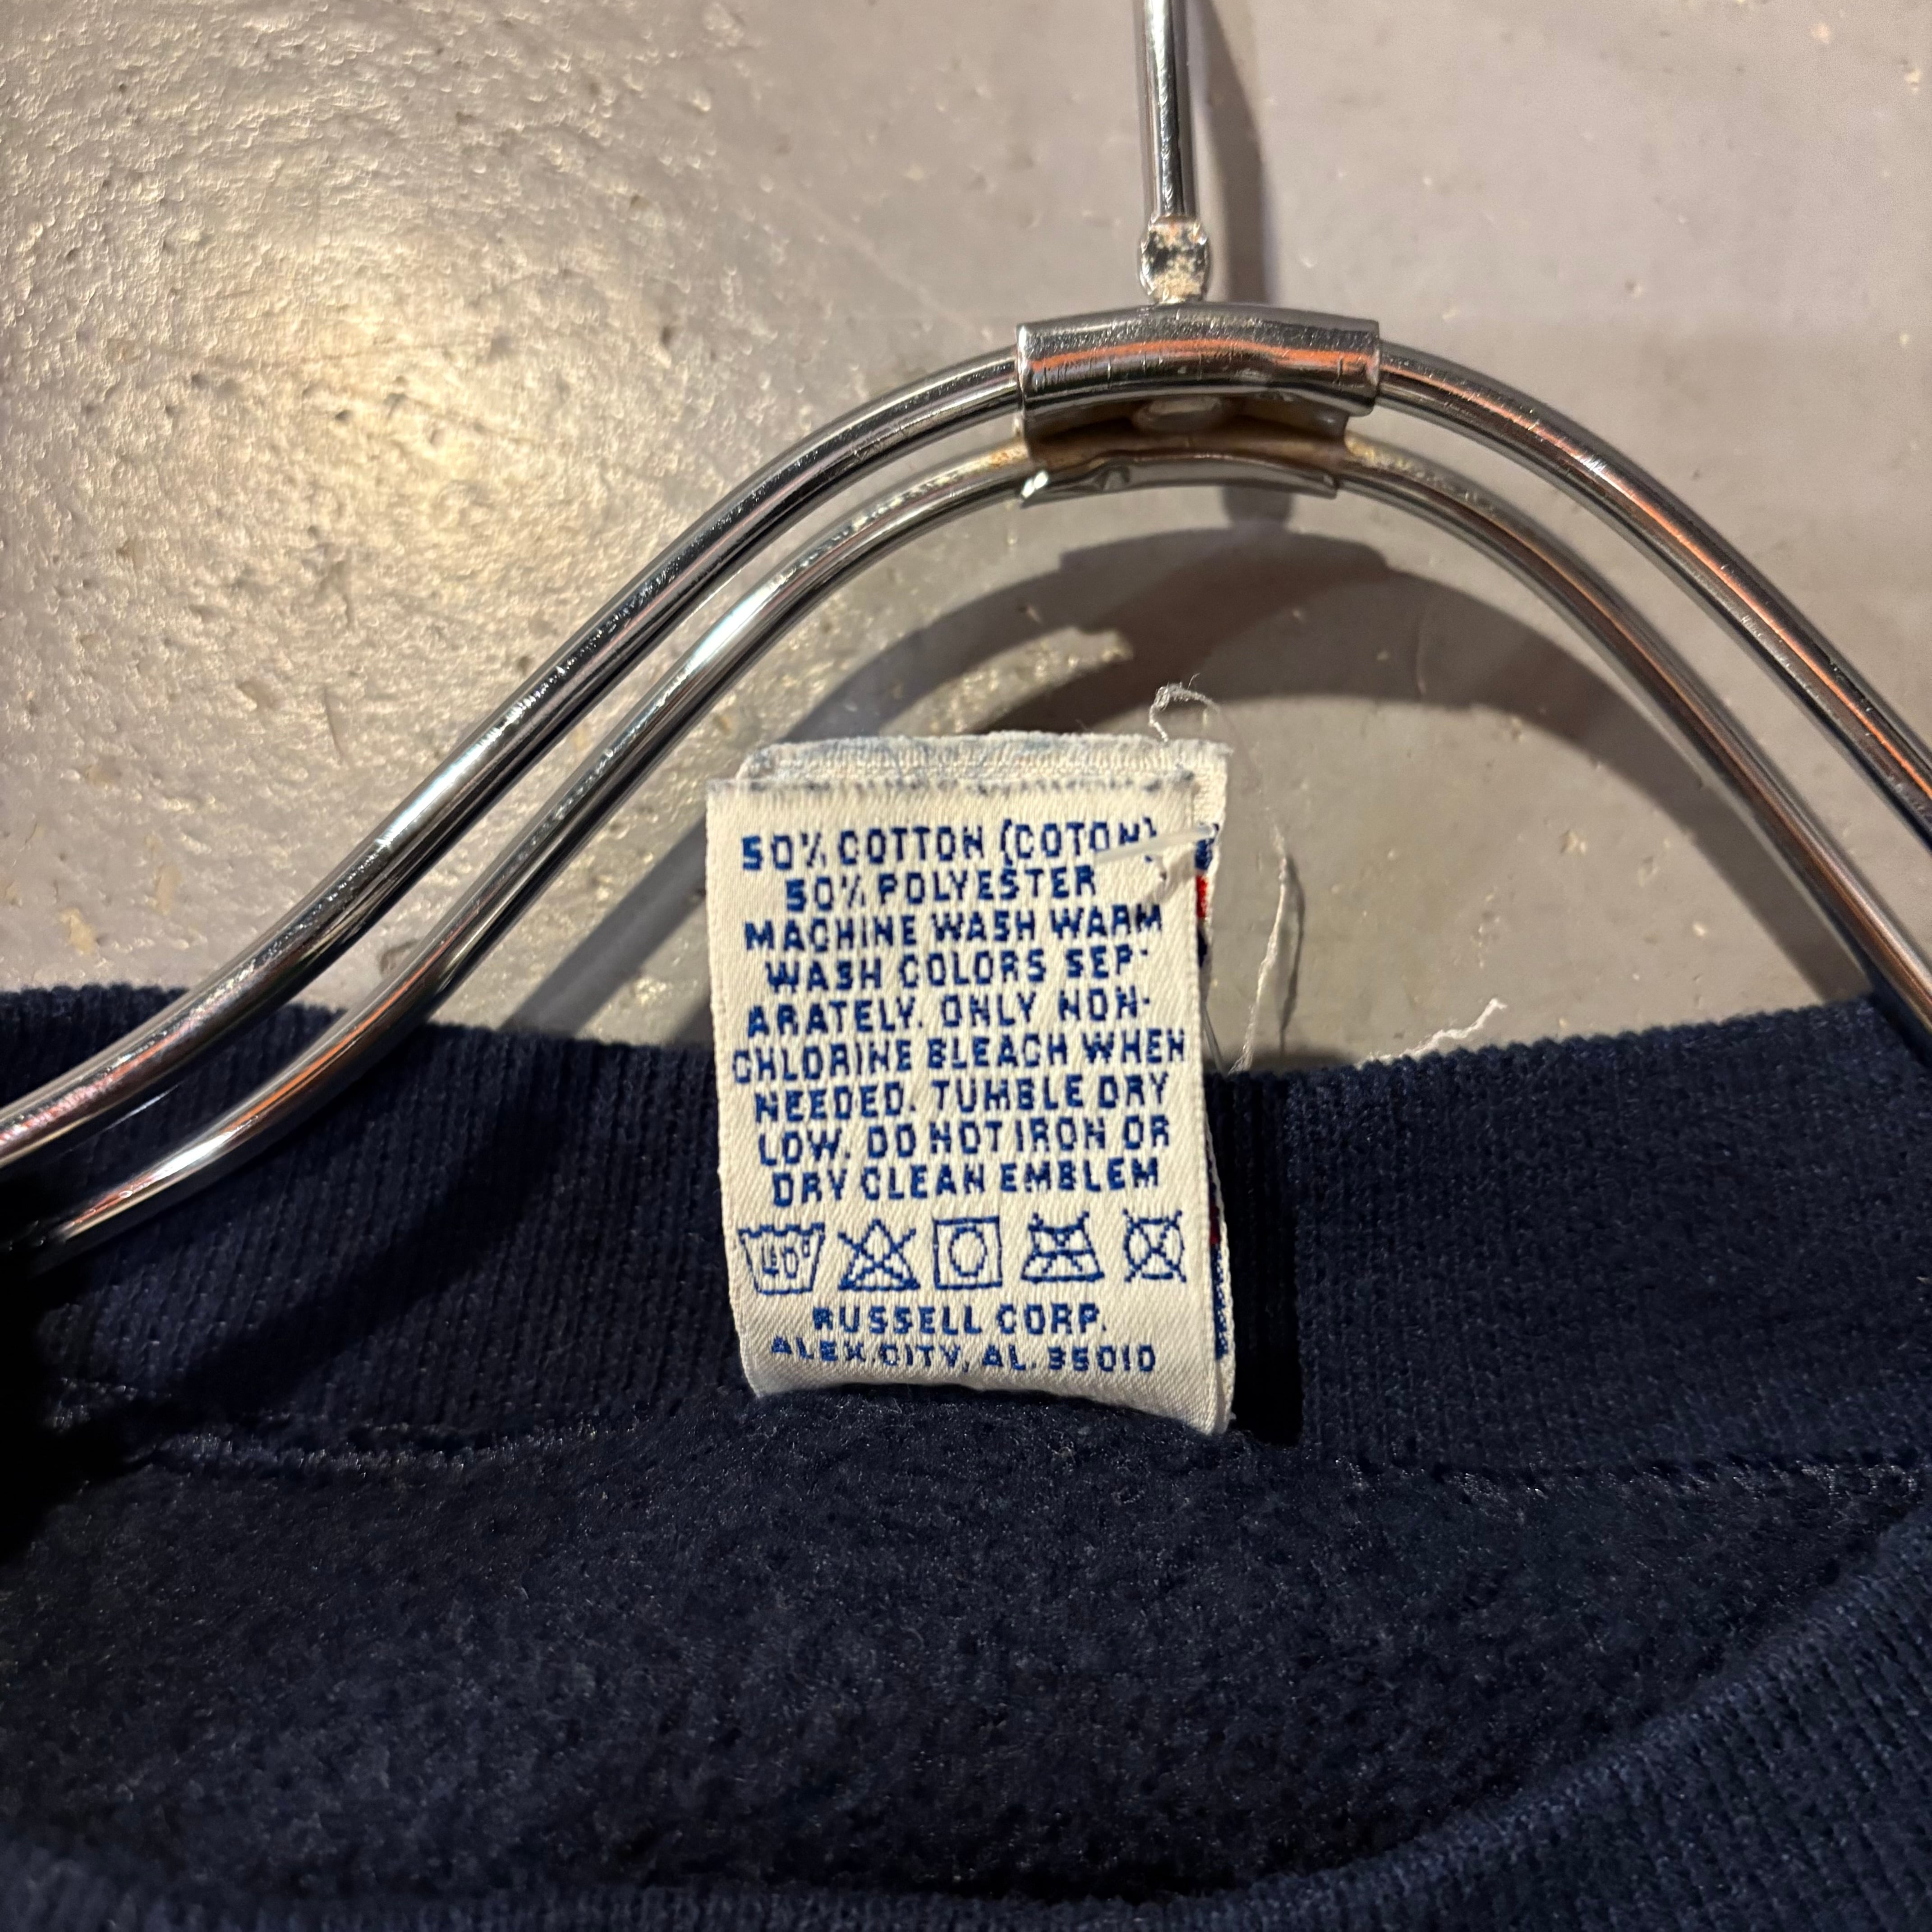 50% COTTON (COTON)
50% POLYESTER
MACHINE WASH WARM
WASH COLORS SEP-
ARATELY. ONLY NON-
CHLORINE BLEACH WHEN
NEEDED. TUMBLE DRY
LOW. DO NOT IRON OR
DRY CLEAN EMBLEM
40°
RUSSELL CORP.
ALEX.CITY, AL. 35010